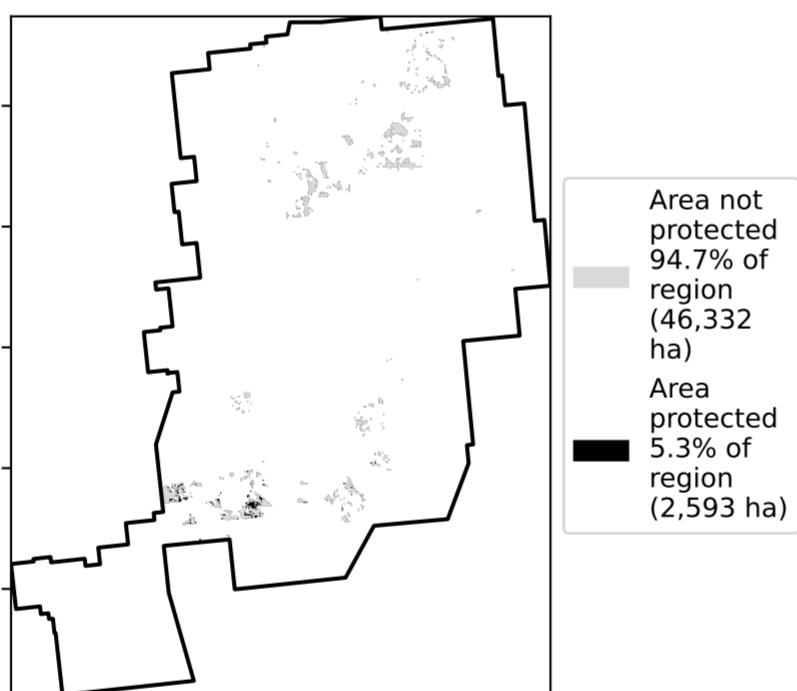 Area not
protected
94.7% of
region
(46,332
ha)
Area
protected
5.3% of
region
(2,593 ha)